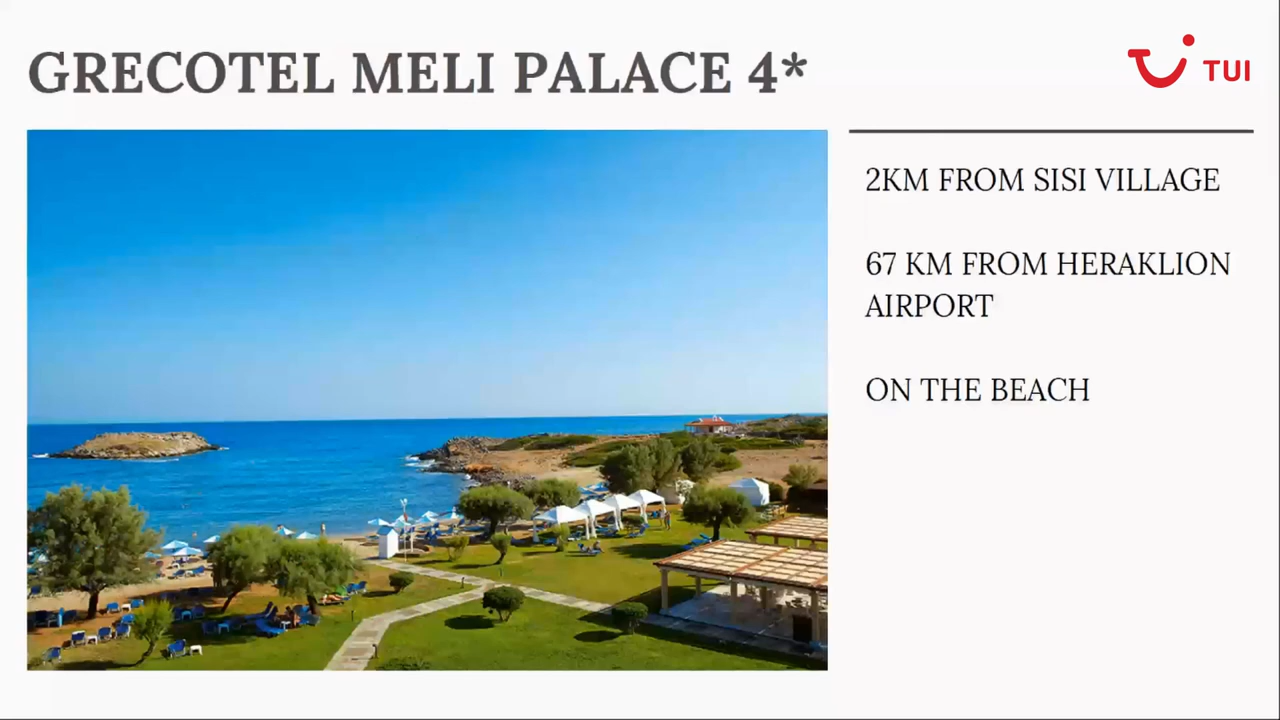 GRECOTEL MELI PALACE 4*
TUI
2KM FROM SISI VILLAGE
67 KM FROM HERAKLION
AIRPORT
ON THE BEACH